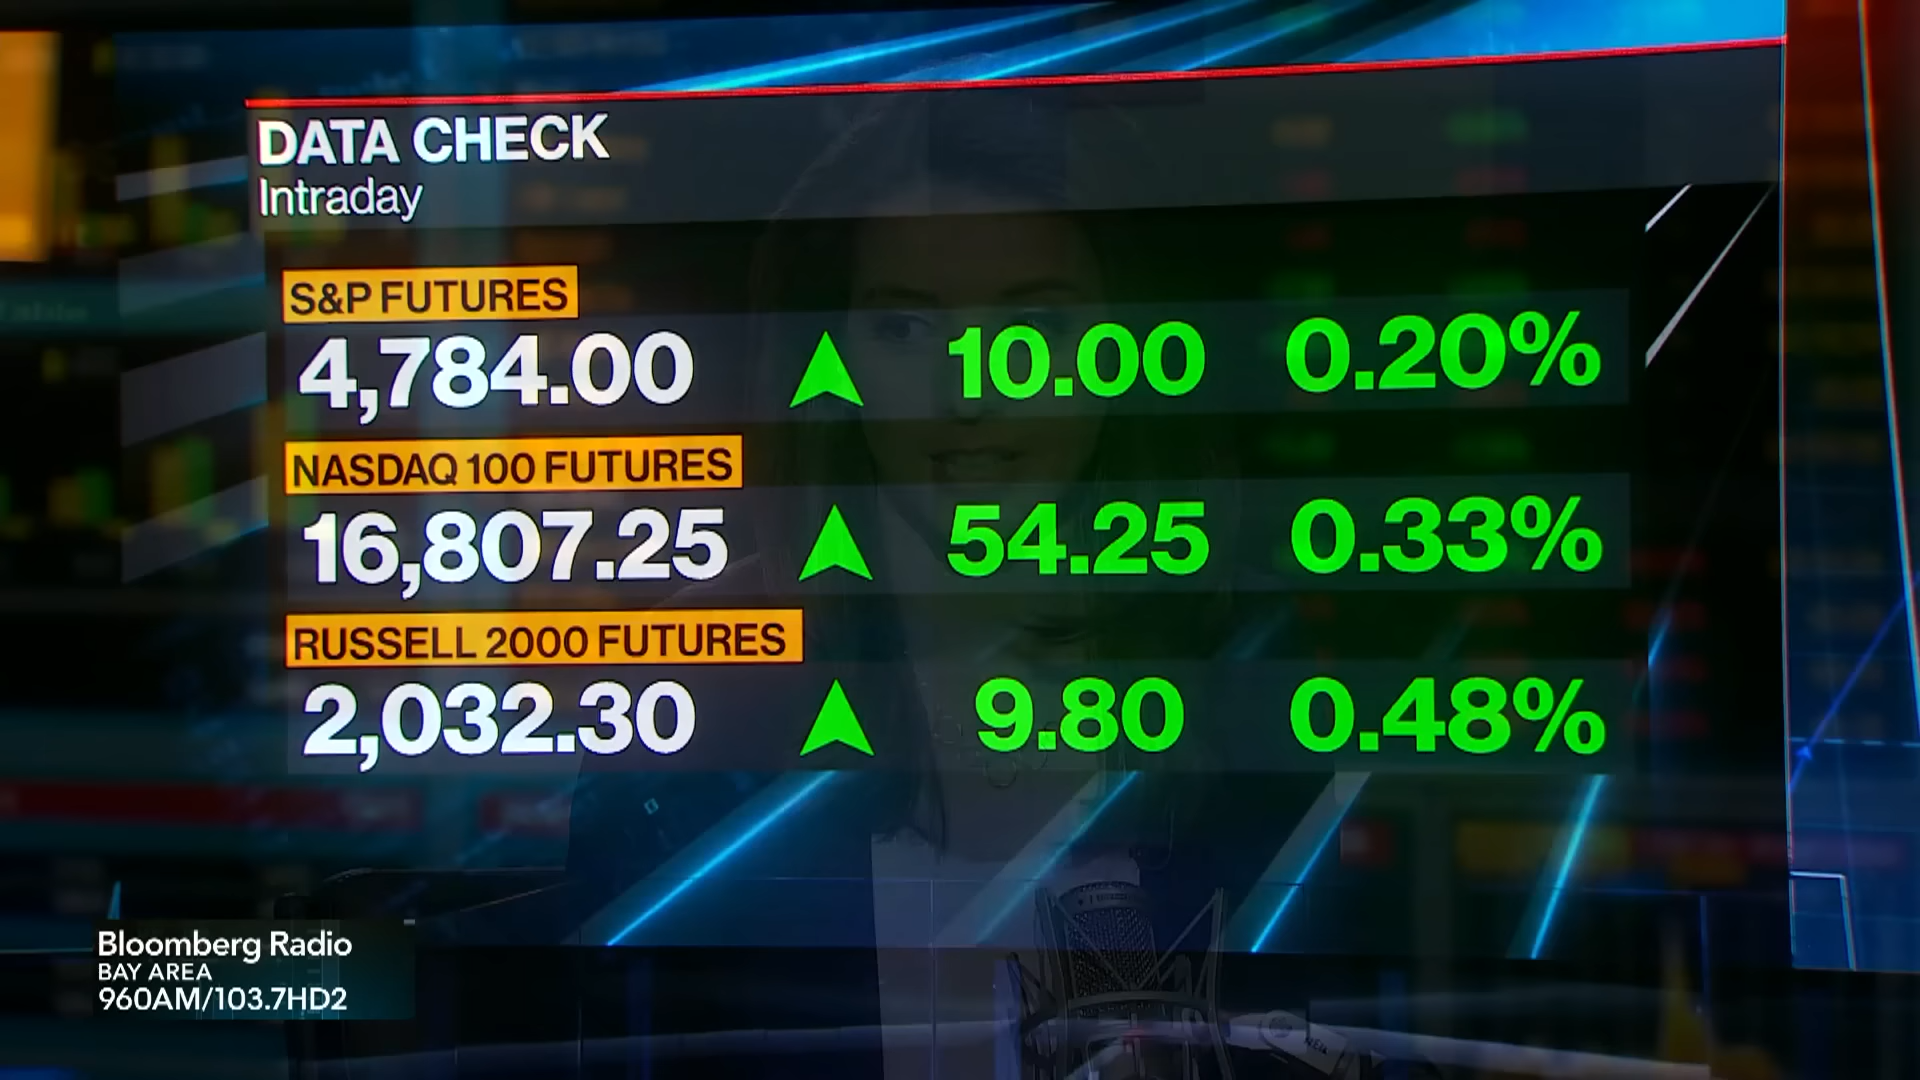 DATA CHECK
Intraday
S&P FUTURES
4,784.00 ▲ 10.00 0.20%
NASDAQ 100 FUTURES
16,807.25 ▲ 54.25 0.33%
RUSSELL 2000 FUTURES
2,032.30 ▲ 9.80 0.48%
Bloomberg Radio
BAY AREA
960AM/103.7HD2